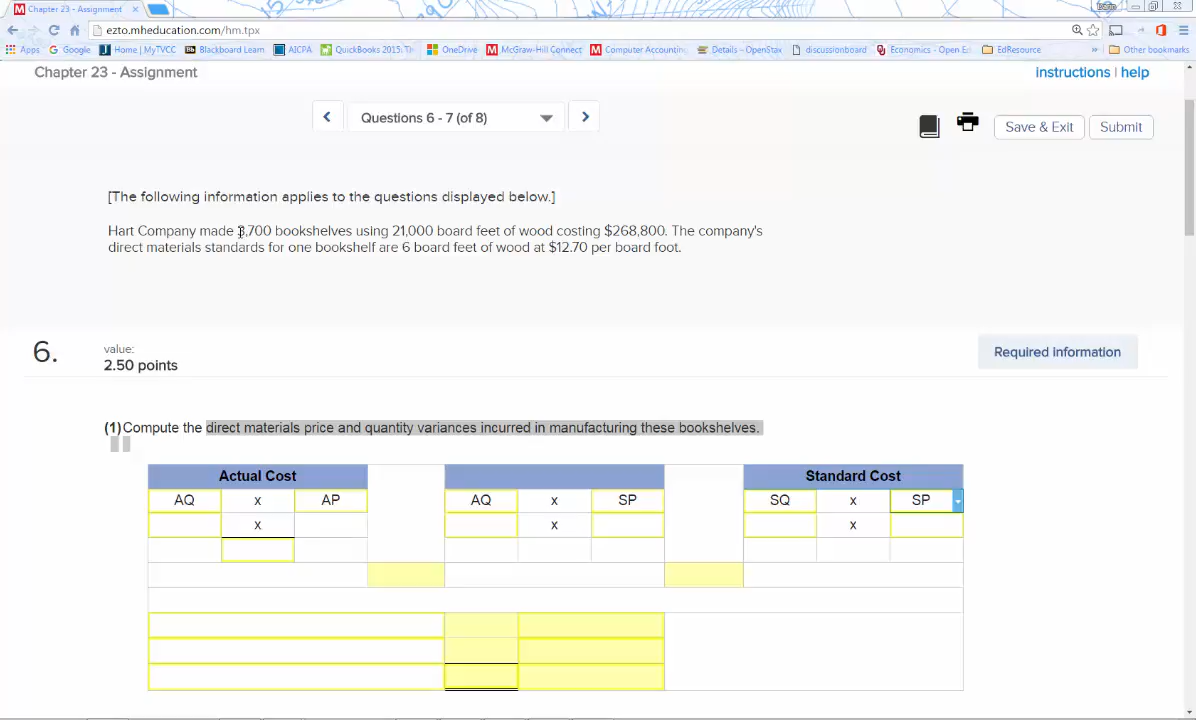 Chapter 23 - Assignment
ezto.mheducation.com/hm.tpx
Apps Google Home | MyTVCC Blackboard Learn AICPA QuickBooks 2015: Th OneDrive McGraw-Hill Connect Computer Accountin Details - OpenStax discussionboard Economics - Open Ed EdResource » Other bookmarks
Chapter 23 - Assignment
instructions | help
Questions 6 - 7 (of 8)
Save & Exit Submit
[The following information applies to the questions displayed below.]
Hart Company made 3,700 bookshelves using 21,000 board feet of wood costing $268,800. The company's
direct materials standards for one bookshelf are 6 board feet of wood at $12.70 per board foot.
6.
value:
2.50 points
Required information
(1) Compute the direct materials price and quantity variances incurred in manufacturing these bookshelves.
Actual Cost Standard Cost
AQ x AP AQ x SP SQ x SP
x x x